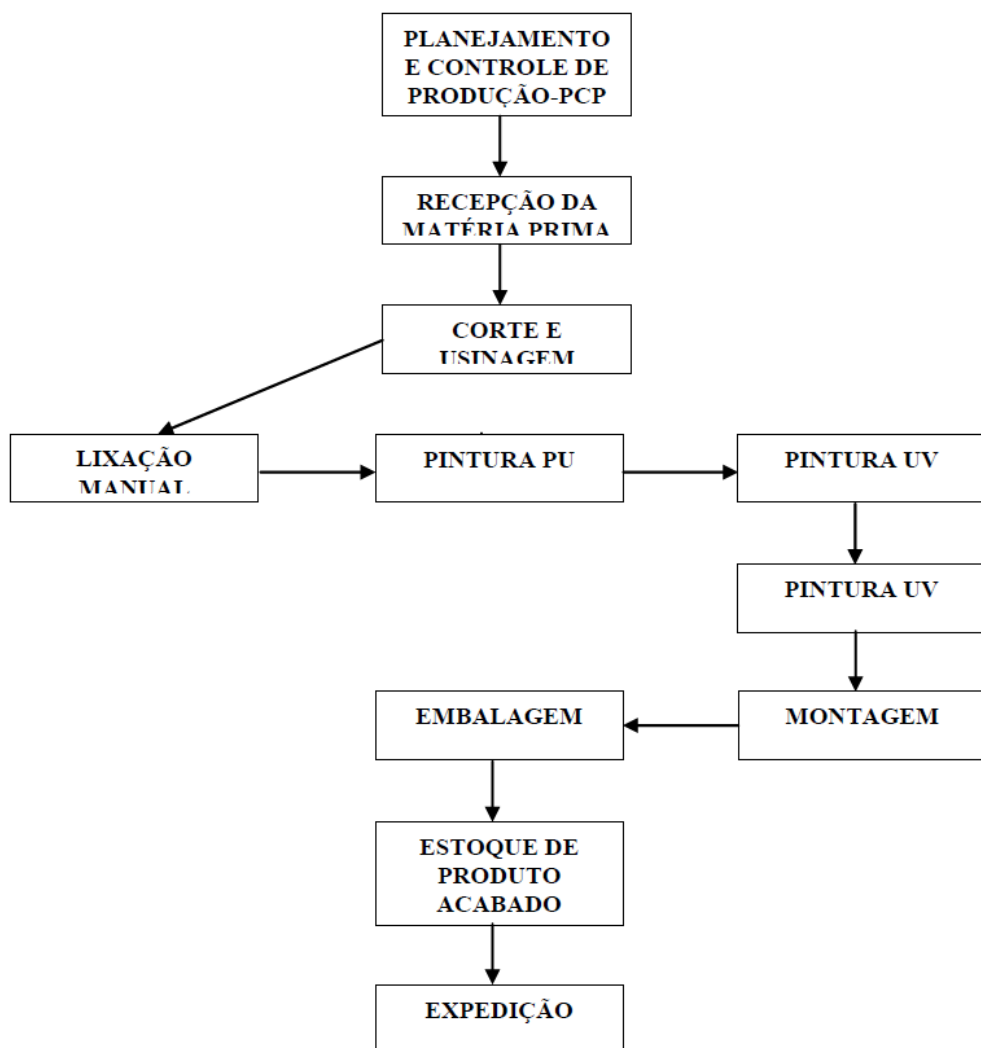 PLANEJAMENTO
E CONTROLE DE
PRODUÇÃO-PCP
RECEPÇÃO DA
MATÉRIA PRIMA
CORTE E
USINAGEM
LIXAÇÃO
MANUAL
PINTURA PU
PINTURA UV
PINTURA UV
MONTAGEM
EMBALAGEM
ESTOQUE DE
PRODUTO
ACABADO
EXPEDIÇÃO